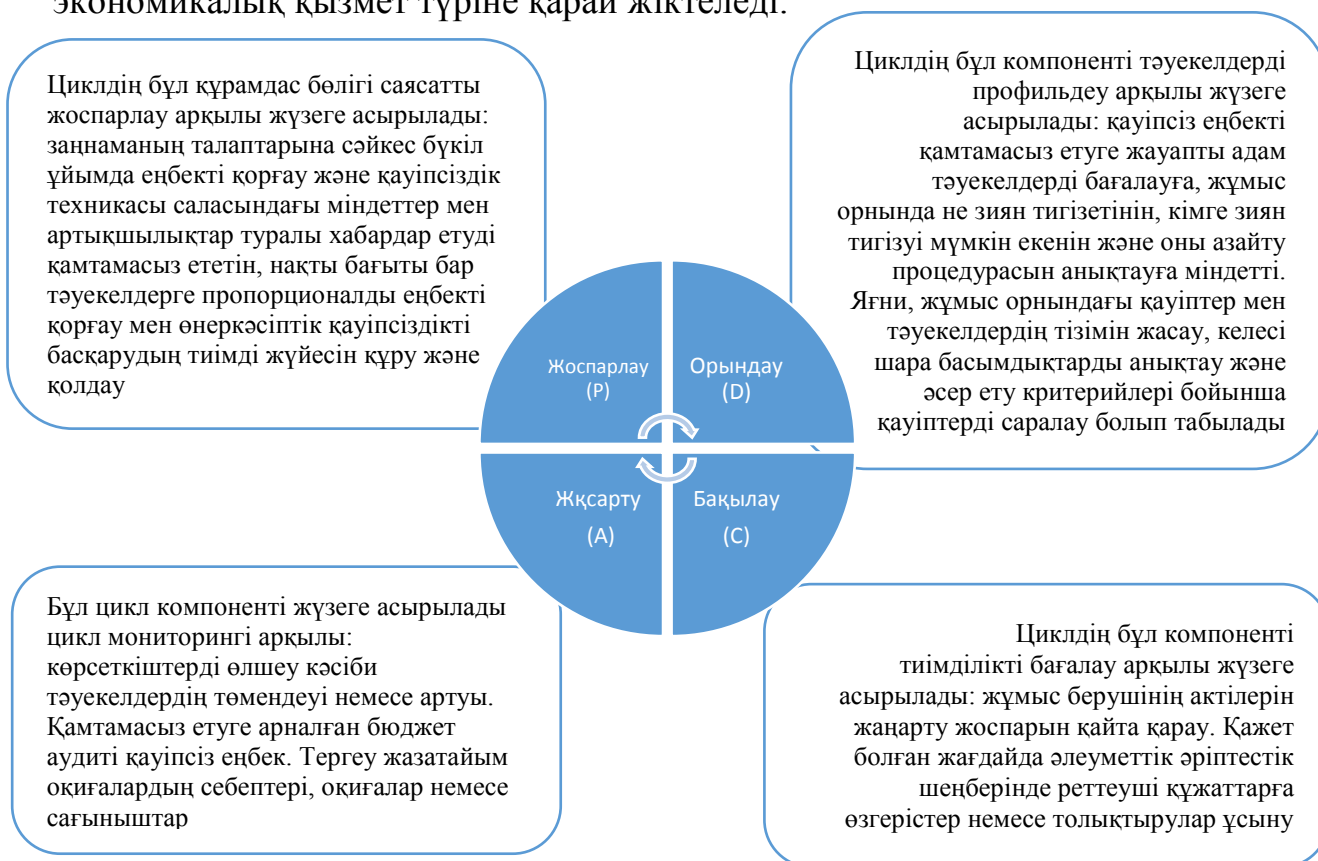 экономикалық қызмет түріне қарай жіктеледі.
Циклдің бұл құрамдас бөлігі саясатты
жоспарлау арқылы жүзеге асырылады:
заңнаманың талаптарына сәйкес бүкіл
ұйымда еңбекті қорғау және қауіпсіздік
техникасы саласындағы міндеттер мен
артықшылықтар туралы хабардар етуді
қамтамасыз ететін, нақты бағыты бар
тәуекелдерге пропорционалды еңбекті
қорғау мен өнеркәсіптік қауіпсіздікті
басқарудың тиімді жүйесін құру және
қолдау
Циклдің бұл компоненті тәуекелдерді
профильдеу арқылы жүзеге
асырылады: қауіпсіз еңбекті
қамтамасыз етуге жауапты адам
тәуекелдерді бағалауға, жұмыс
орнында не зиян тигізетінін, кімге зиян
тигізуі мүмкін екенін және оны азайту
процедурасын анықтауға міндетті.
Яғни, жұмыс орнындағы қауіптер мен
тәуекелдердің тізімін жасау, келесі
шара басымдықтарды анықтау және
әсер ету критерийлері бойынша
қауіптерді саралау болып табылады
Жоспарлау
(P)
Орындау
(D)
Жқсарту
(A)
Бақылау
(C)
Бұл цикл компоненті жүзеге асырылады
цикл мониторингі арқылы:
көрсеткіштерді өлшеу кәсіби
тәуекелдердің төмендеуі немесе артуы.
Қамтамасыз етуге арналған бюджет
аудиті қауіпсіз еңбек. Тергеу жазатайым
оқиғалардың себептері, оқиғалар немесе
сағыныштар
Циклдің бұл компоненті
тиімділікті бағалау арқылы жүзеге
асырылады: жұмыс берушінің актілерін
жаңарту жоспарын қайта қарау. Қажет
болған жағдайда әлеуметтік әріптестік
шеңберінде реттеуші құжаттарға
өзгерістер немесе толықтырулар ұсыну